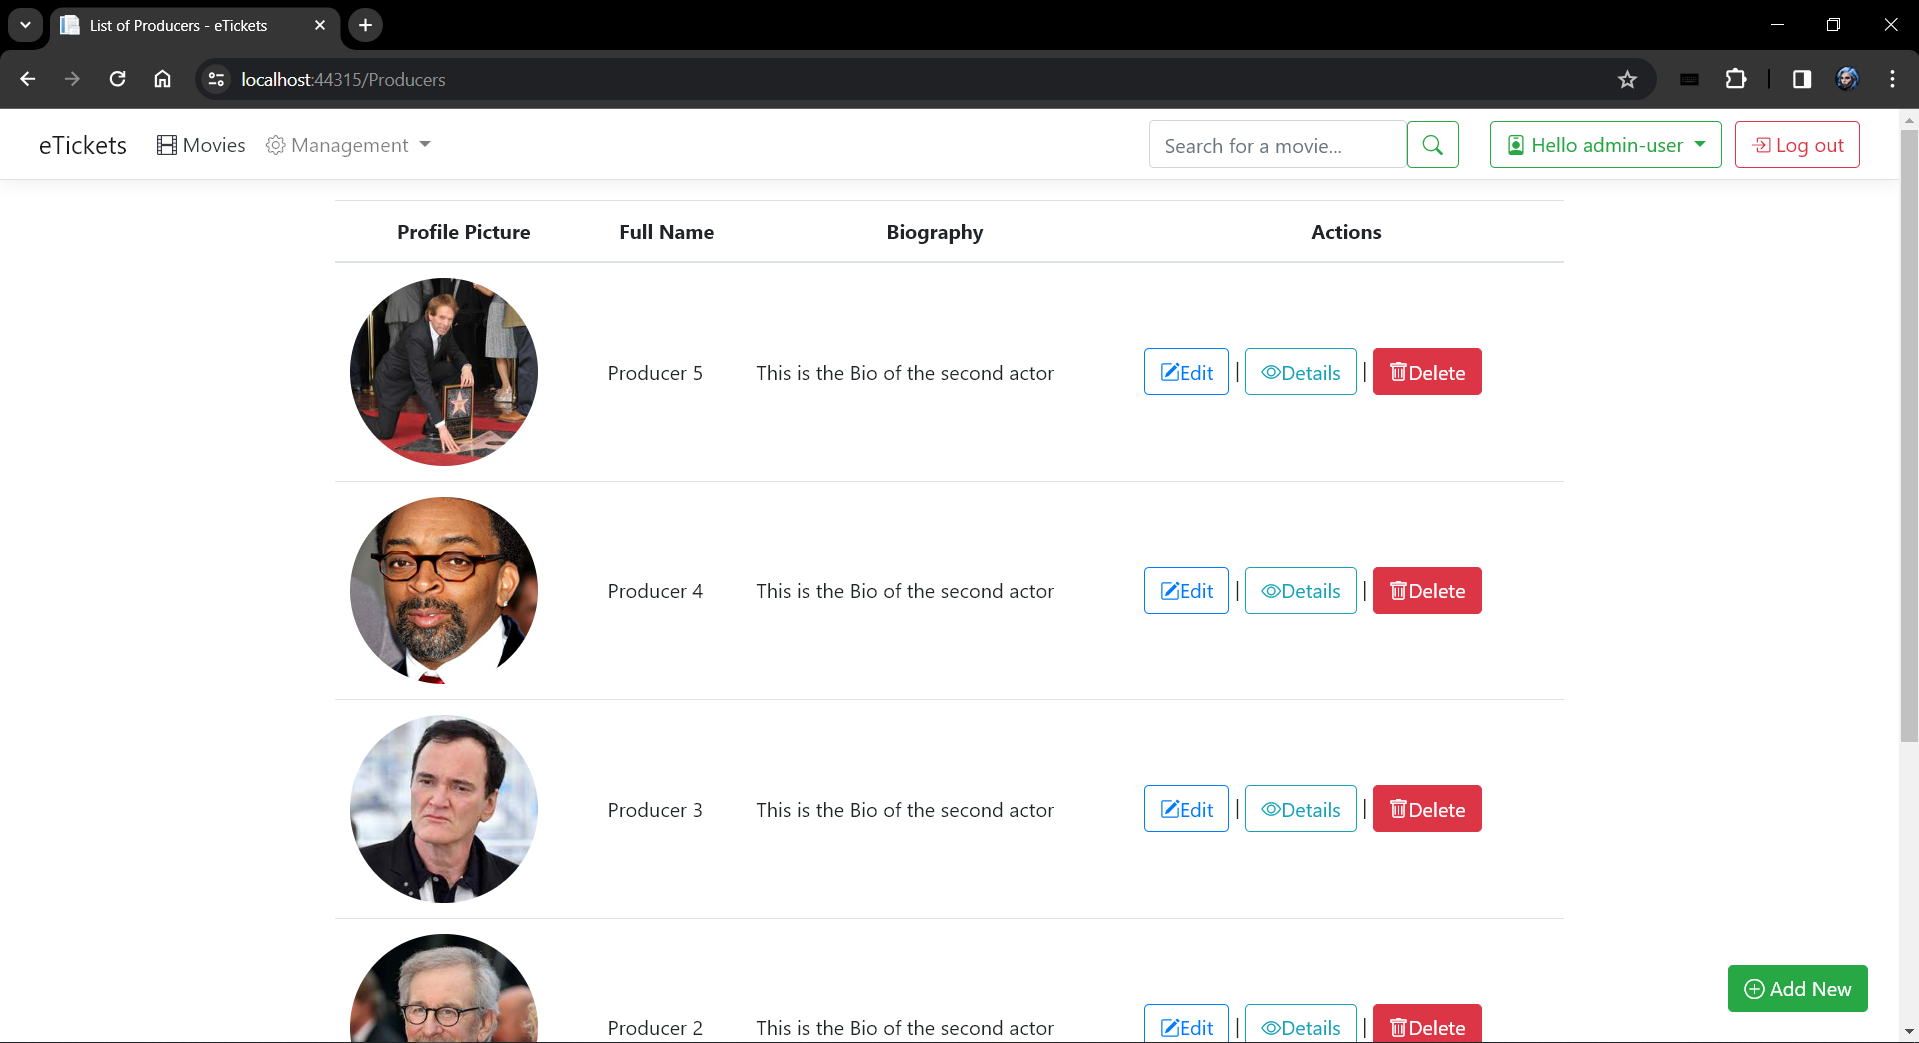 List of Producers - eTickets
localhost:44315/Producers
eTickets Movies Management Search for a movie... Hello admin-user Log out
Profile Picture Full Name Biography Actions
Producer 5 This is the Bio of the second actor Edit | Details | Delete
Producer 4 This is the Bio of the second actor Edit | Details | Delete
Producer 3 This is the Bio of the second actor Edit | Details | Delete
Add New
Producer 2 This is the Bio of the second actor Edit | Details | Delete